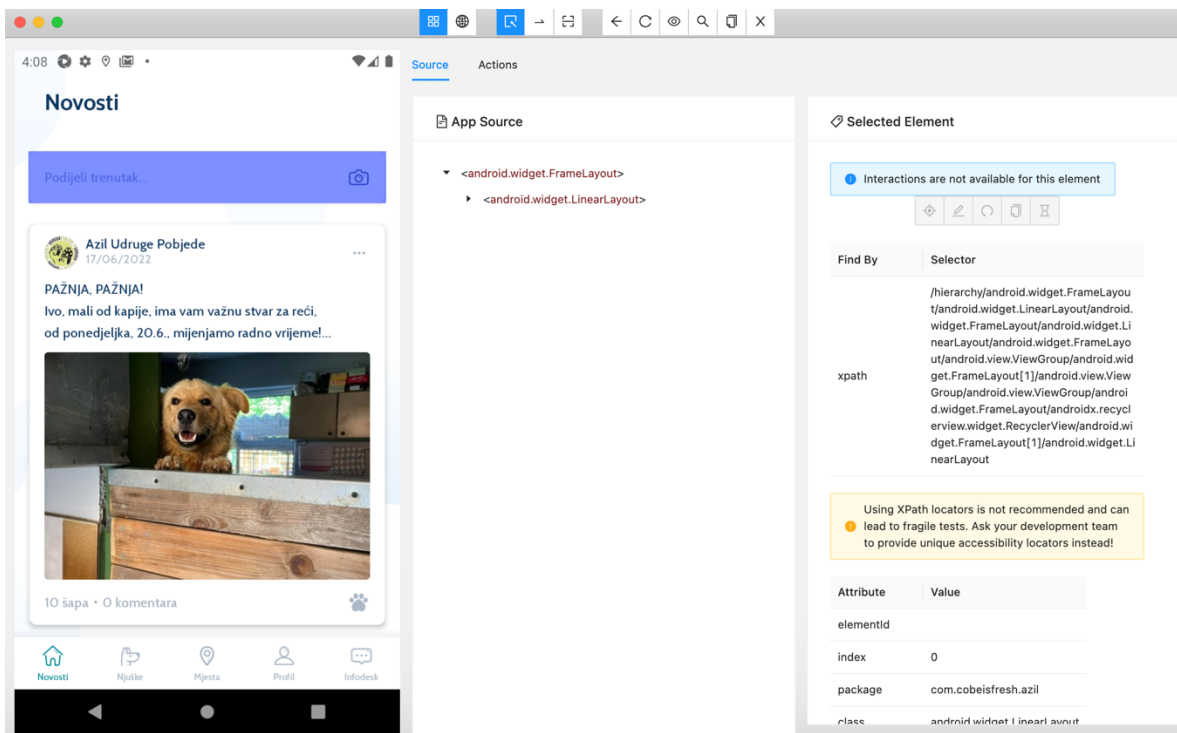 4:08
Novosti
Podijeli trenutak...
Azil Udruge Pobjede
17/06/2022
PAŽNJA, PAŽNJA!
Ivo, mali od kapije, ima vam važnu stvar za reći,
od ponedjeljka, 20.6., mijenjamo radno vrijeme!...
10 šapa • 0 komentara
Novosti
Njuške
Mjesta
Profil
Infodesk
Source
Actions
App Source
<android.widget.FrameLayout>
<android.widget.LinearLayout>
Selected Element
Interactions are not available for this element
Find By
Selector
xpath
/hierarchy/android.widget.FrameLayou
t/android.widget.LinearLayout/android.
widget.FrameLayout/android.widget.Li
nearLayout/android.widget.FrameLayo
ut/android.view.ViewGroup/android.wid
get.FrameLayout[1]/android.view.View
Group/android.view.ViewGroup/androi
d.widget.FrameLayout/androidx.recycl
erview.widget.RecyclerView/android.wi
dget.FrameLayout[1]/android.widget.Li
nearLayout
Using XPath locators is not recommended and can
lead to fragile tests. Ask your development team
to provide unique accessibility locators instead!
Attribute
Value
elementId
index
0
package
com.cobeisfresh.azil
class
android.widget.LinearLayout